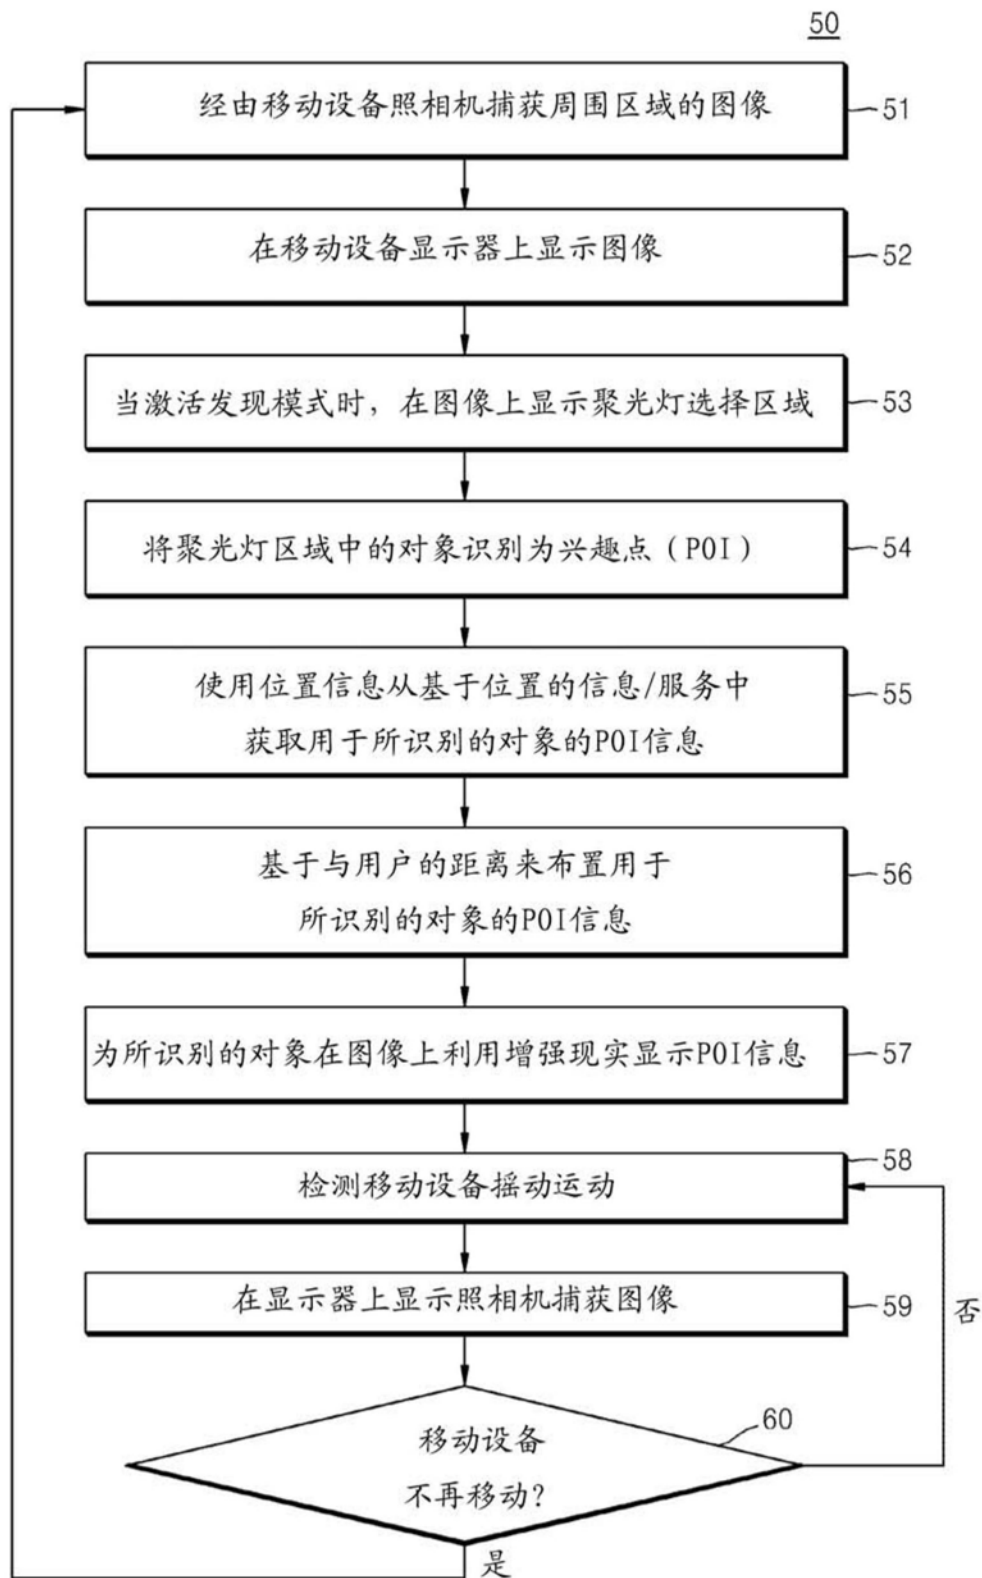 50
经由移动设备照相机捕获周围区域的图像
51
在移动设备显示器上显示图像
52
当激活发现模式时，在图像上显示聚光灯选择区域
53
将聚光灯区域中的对象识别为兴趣点（POI）
54
使用位置信息从基于位置的信息/服务中
获取用于所识别的对象的POI信息
55
基于与用户的距离来布置用于
所识别的对象的POI信息
56
为所识别的对象在图像上利用增强现实显示POI信息
57
检测移动设备摇动运动
58
在显示器上显示照相机捕获图像
59
否
60
移动设备
不再移动？
是